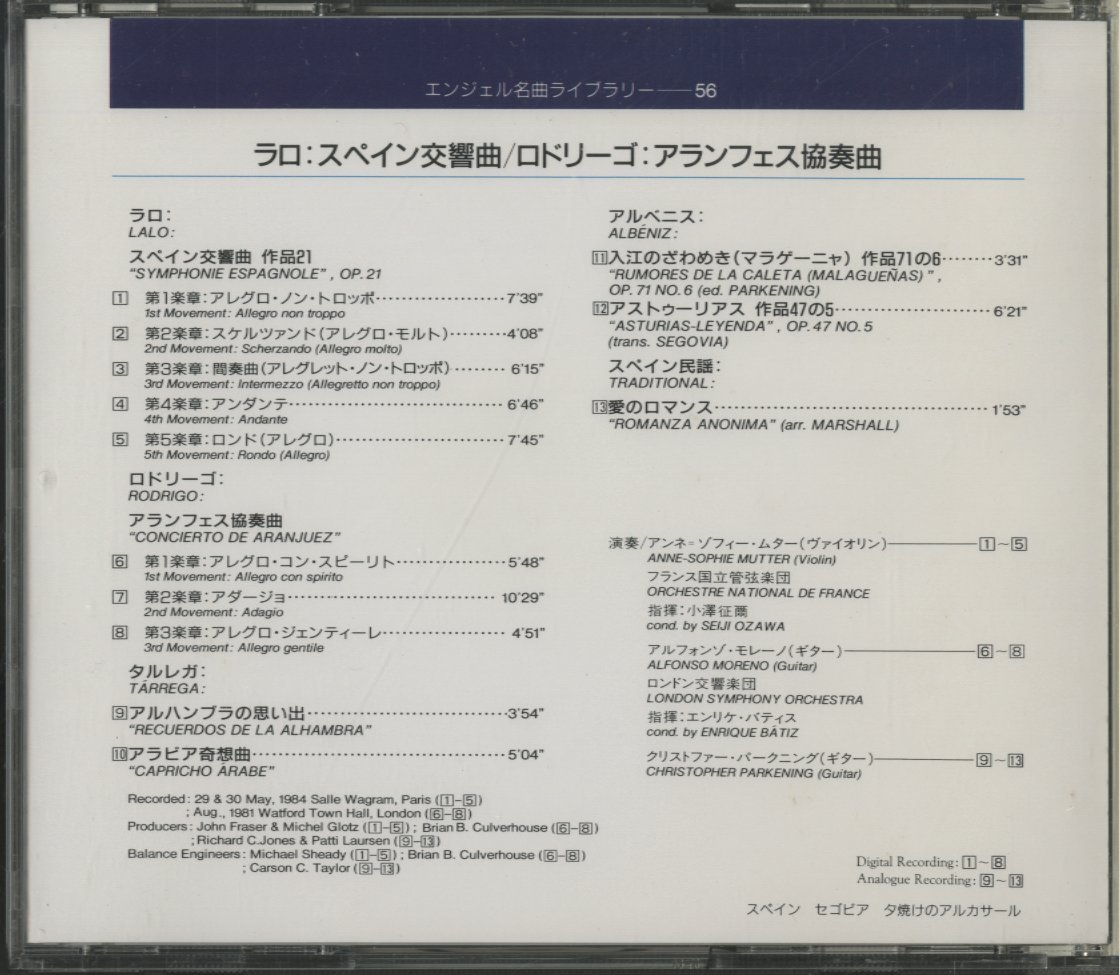 エンジェル名曲ライブラリー──56
ラロ:スペイン交響曲/ロドリーゴ:アランフェス協奏曲
ラロ:
LALO:
スペイン交響曲 作品21
"SYMPHONIE ESPAGNOLE", OP.21
1 第1楽章:アレグロ・ノン・トロッポ…………………7'39"
1st Movement: Allegro non troppo
2 第2楽章:スケルツァンド(アレグロ・モルト)………4'08"
2nd Movement: Scherzando (Allegro molto)
3 第3楽章:間奏曲(アレグレット・ノン・トロッポ)……… 6'15"
3rd Movement: Intermezzo (Allegretto non troppo)
4 第4楽章:アンダンテ……………………………… 6'46"
4th Movement: Andante
5 第5楽章:ロンド(アレグロ)………………………… 7'45"
5th Movement: Rondo (Allegro)
ロドリーゴ:
RODRIGO:
アランフェス協奏曲
"CONCIERTO DE ARANJUEZ"
6 第1楽章:アレグロ・コン・スピーリト………………5'48"
1st Movement: Allegro con spirito
7 第2楽章:アダージョ……………………………… 10'29"
2nd Movement: Adagio
8 第3楽章:アレグロ・ジェンティーレ………………… 4'51"
3rd Movement: Allegro gentile
タルレガ:
TÁRREGA:
9 アルハンブラの思い出……………………………3'54"
"RECUERDOS DE LA ALHAMBRA"
10 アラビア奇想曲……………………………………5'04"
"CAPRICHO ÁRABE"
Recorded: 29 & 30 May, 1984 Salle Wagram, Paris (1–5)
; Aug., 1981 Watford Town Hall, London (6–8)
Producers: John Fraser & Michel Glotz (1–5); Brian B. Culverhouse (6–8)
; Richard C.Jones & Patti Laursen (9–13)
Balance Engineers: Michael Sheady (1–5); Brian B. Culverhouse (6–8)
; Carson C. Taylor (9–13)
アルベニス:
ALBÉNIZ:
11 入江のざわめき(マラゲーニャ) 作品71の6………3'31"
"RUMORES DE LA CALETA (MALAGUEÑAS)",
OP. 71 NO. 6 (ed. PARKENING)
12 アストゥーリアス 作品47の5……………………… 6'21"
"ASTURIAS-LEYENDA", OP. 47 NO. 5
(trans. SEGOVIA)
スペイン民謡:
TRADITIONAL:
13 愛のロマンス……………………………………… 1'53"
"ROMANZA ANONIMA" (arr. MARSHALL)
演奏/アンネ=ゾフィー・ムター(ヴァイオリン)──────1~5
ANNE-SOPHIE MUTTER (Violin)
フランス国立管弦楽団
ORCHESTRE NATIONAL DE FRANCE
指揮:小澤征爾
cond. by SEIJI OZAWA
アルフォンゾ・モレーノ(ギター)──────6~8
ALFONSO MORENO (Guitar)
ロンドン交響楽団
LONDON SYMPHONY ORCHESTRA
指揮:エンリケ・バティス
cond. by ENRIQUE BÁTIZ
クリストファー・パークニング(ギター)──────9~13
CHRISTOPHER PARKENING (Guitar)
Digital Recording: 1~8
Analogue Recording: 9~13
スペイン セゴビア 夕焼けのアルカサール